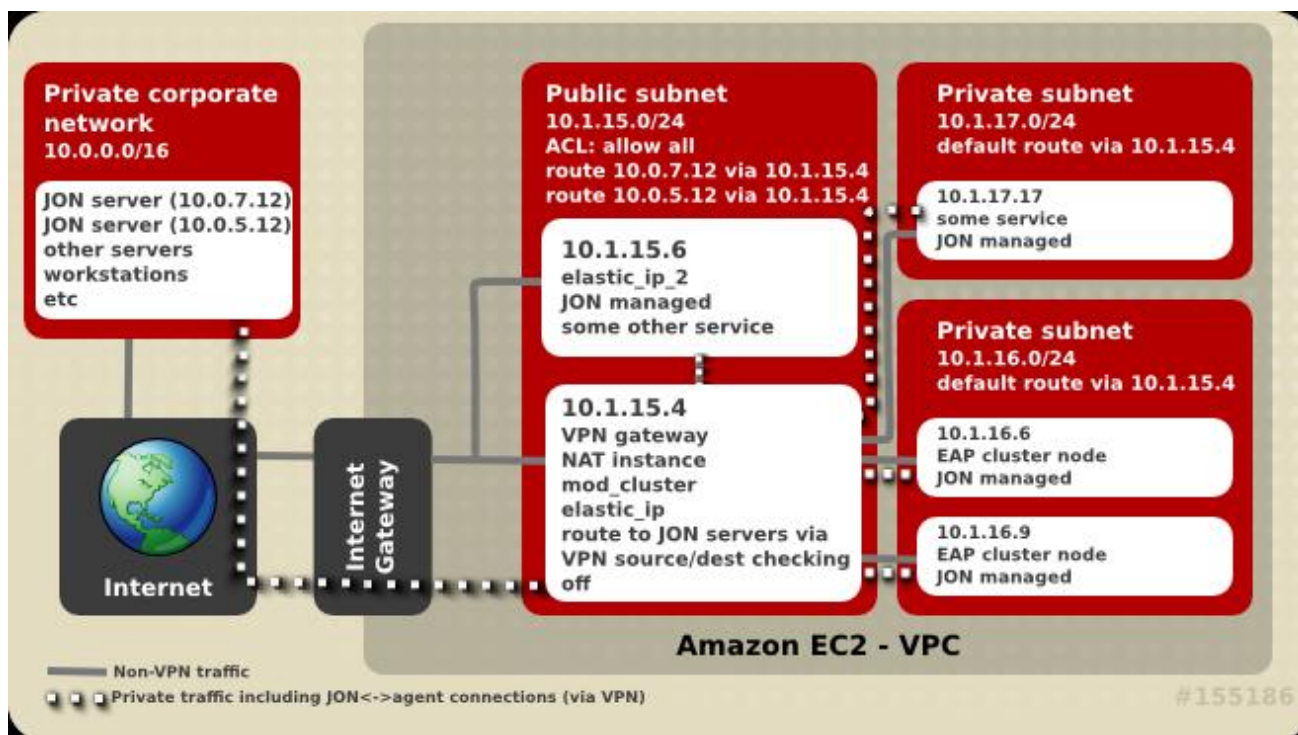 Private corporate
network
10.0.0.0/16
JON server (10.0.7.12)
JON server (10.0.5.12)
other servers
workstations
etc
Internet
Internet
Gateway
Public subnet
10.1.15.0/24
ACL: allow all
route 10.0.7.12 via 10.1.15.4
route 10.0.5.12 via 10.1.15.4
10.1.15.6
elastic_ip_2
JON managed
some other service
10.1.15.4
VPN gateway
NAT instance
mod_cluster
elastic_ip
route to JON servers via
VPN source/dest checking
off
Private subnet
10.1.17.0/24
default route via 10.1.15.4
10.1.17.17
some service
JON managed
Private subnet
10.1.16.0/24
default route via 10.1.15.4
10.1.16.6
EAP cluster node
JON managed
10.1.16.9
EAP cluster node
JON managed
Amazon EC2 - VPC
Non-VPN traffic
Private traffic including JON<->agent connections (via VPN)
#155186